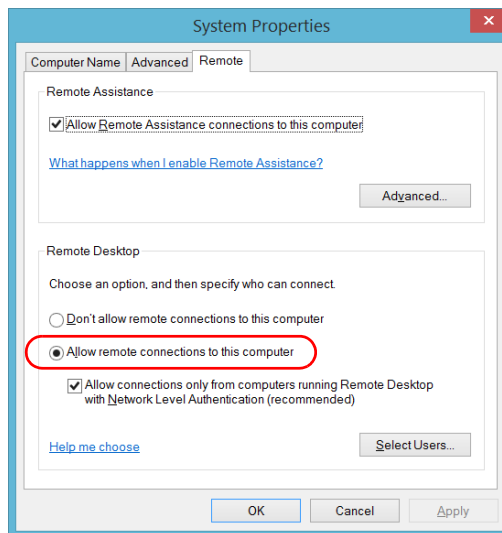 System Properties
Computer Name Advanced Remote
Remote Assistance
Allow Remote Assistance connections to this computer
What happens when I enable Remote Assistance?
Advanced...
Remote Desktop
Choose an option, and then specify who can connect.
Don't allow remote connections to this computer
Allow remote connections to this computer
Allow connections only from computers running Remote Desktop
with Network Level Authentication (recommended)
Help me choose
Select Users...
OK Cancel Apply